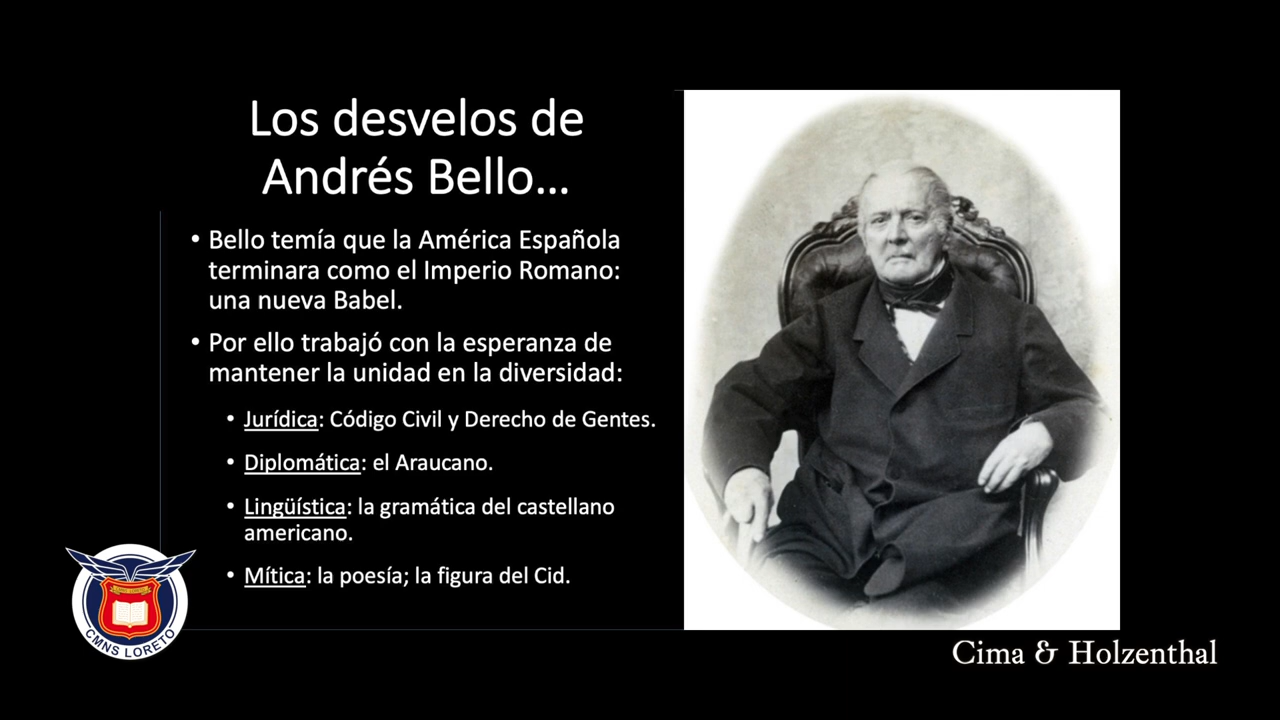 Los desvelos de
Andrés Bello...
• Bello temía que la América Española
terminara como el Imperio Romano:
una nueva Babel.
• Por ello trabajó con la esperanza de
mantener la unidad en la diversidad:
• Jurídica: Código Civil y Derecho de Gentes.
• Diplomática: el Araucano.
• Lingüística: la gramática del castellano
americano.
• Mítica: la poesía; la figura del Cid.
CMNS LORETO
Cima & Holzenthal